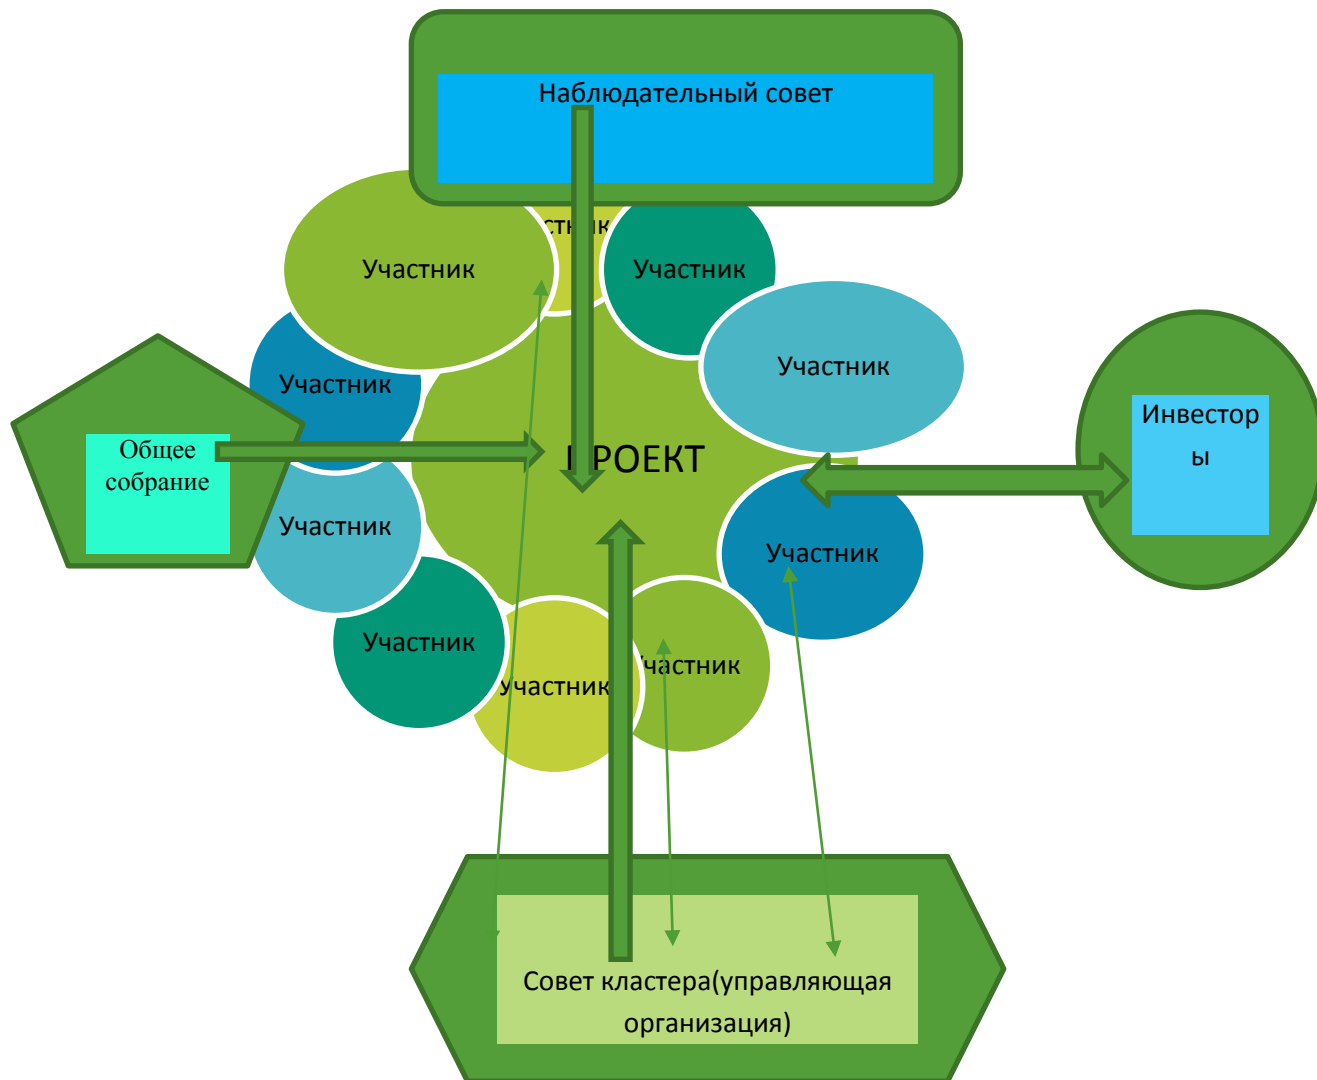 Наблюдательный совет
стник
Участник
Участник
Участник
Участник
Инвестор
ы
Общее
собрание
ПРОЕКТ
Участник
Участник
Участник
Участник
Участник
Совет кластера(управляющая
организация)